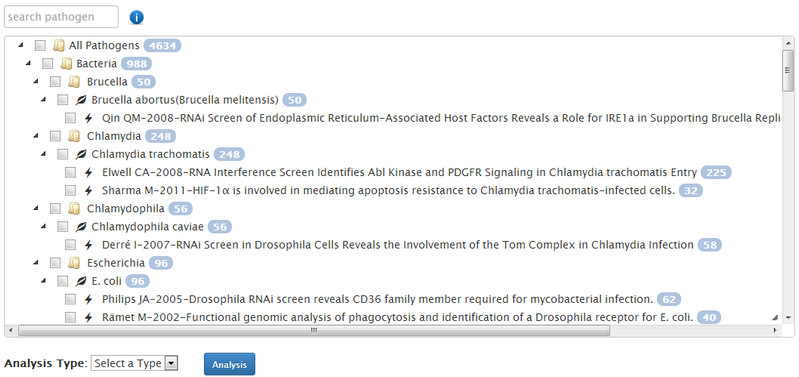 search pathogen i
All Pathogens 4634
Bacteria 988
Brucella 50
Brucella abortus(Brucella melitensis) 50
Qin QM-2008-RNAi Screen of Endoplasmic Reticulum-Associated Host Factors Reveals a Role for IRE1a in Supporting Brucella Repli
Chlamydia 248
Chlamydia trachomatis 248
Elwell CA-2008-RNA Interference Screen Identifies Abl Kinase and PDGFR Signaling in Chlamydia trachomatis Entry 225
Sharma M-2011-HIF-1α is involved in mediating apoptosis resistance to Chlamydia trachomatis-infected cells. 32
Chlamydophila 56
Chlamydophila caviae 56
Derré I-2007-RNAi Screen in Drosophila Cells Reveals the Involvement of the Tom Complex in Chlamydia Infection 58
Escherichia 96
E. coli 96
Philips JA-2005-Drosophila RNAi screen reveals CD36 family member required for mycobacterial infection. 62
Rämet M-2002-Functional genomic analysis of phagocytosis and identification of a Drosophila receptor for E. coli. 40
Analysis Type: Select a Type Analysis